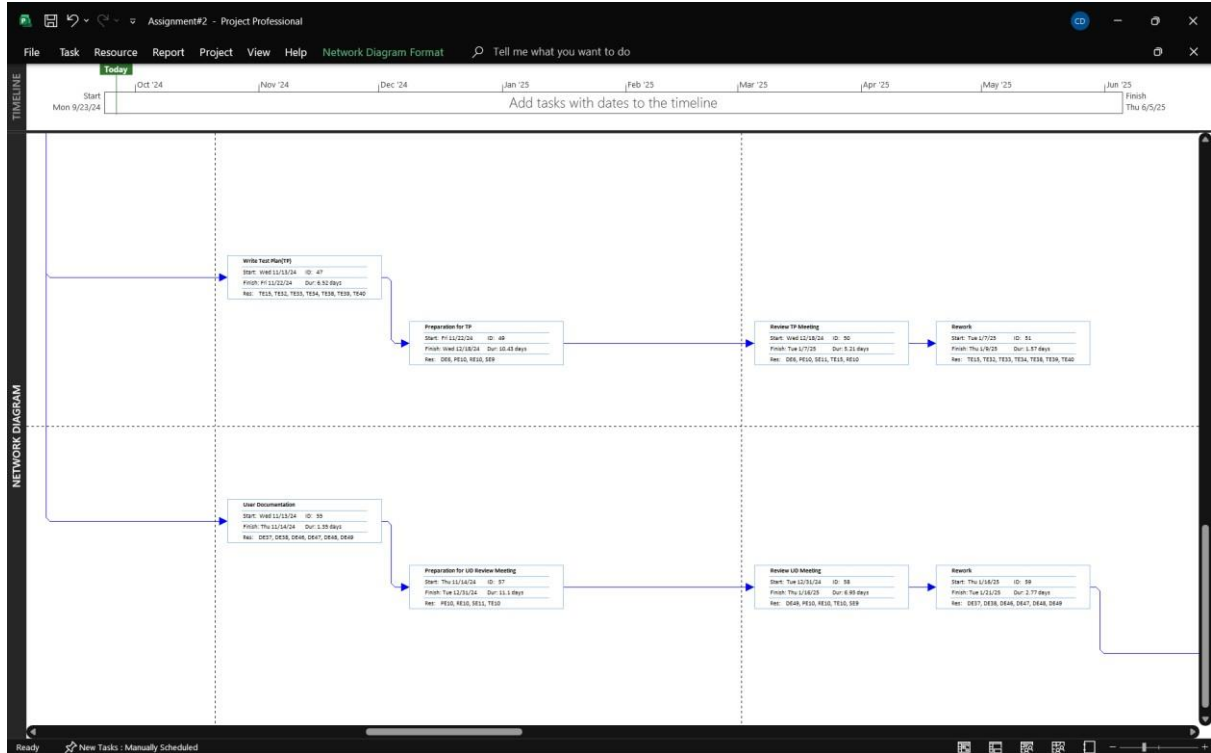 Assignment#2 - Project Professional
CD
File Task Resource Report Project View Help Network Diagram Format Tell me what you want to do
TIMELINE
Today
Oct '24 Nov '24 Dec '24 Jan '25 Feb '25 Mar '25 Apr '25 May '25 Jun '25
Start
Mon 9/23/24
Add tasks with dates to the timeline
Finish
Thu 6/5/25
NETWORK DIAGRAM
Write Test Plan(TP)
Start: Wed 11/13/24 ID: 47
Finish: Fri 11/22/24 Dur: 6.52 days
Res: TE15, TE32, TE33, TE34, TE38, TE39, TE40
Preparation for TP
Start: Fri 11/22/24 ID: 49
Finish: Wed 12/18/24 Dur: 10.43 days
Res: DE9, PE10, RE10, SE9
Review TP Meeting
Start: Wed 12/18/24 ID: 50
Finish: Tue 1/7/25 Dur: 5.21 days
Res: DE9, PE10, SE11, TE15, RE10
Rework
Start: Tue 1/7/25 ID: 51
Finish: Thu 1/9/25 Dur: 1.57 days
Res: TE15, TE32, TE33, TE34, TE38, TE39, TE40
User Documentation
Start: Wed 11/13/24 ID: 55
Finish: Thu 11/14/24 Dur: 1.39 days
Res: DE37, DE38, DE46, DE47, DE48, DE49
Preparation for UD Review Meeting
Start: Thu 11/14/24 ID: 57
Finish: Tue 12/31/24 Dur: 11.1 days
Res: PE10, RE10, SE11, TE10
Review UD Meeting
Start: Tue 12/31/24 ID: 58
Finish: Thu 1/16/25 Dur: 6.95 days
Res: DE49, PE10, RE10, TE10, SE9
Rework
Start: Thu 1/16/25 ID: 59
Finish: Tue 1/21/25 Dur: 2.77 days
Res: DE37, DE38, DE46, DE47, DE48, DE49
Ready New Tasks : Manually Scheduled